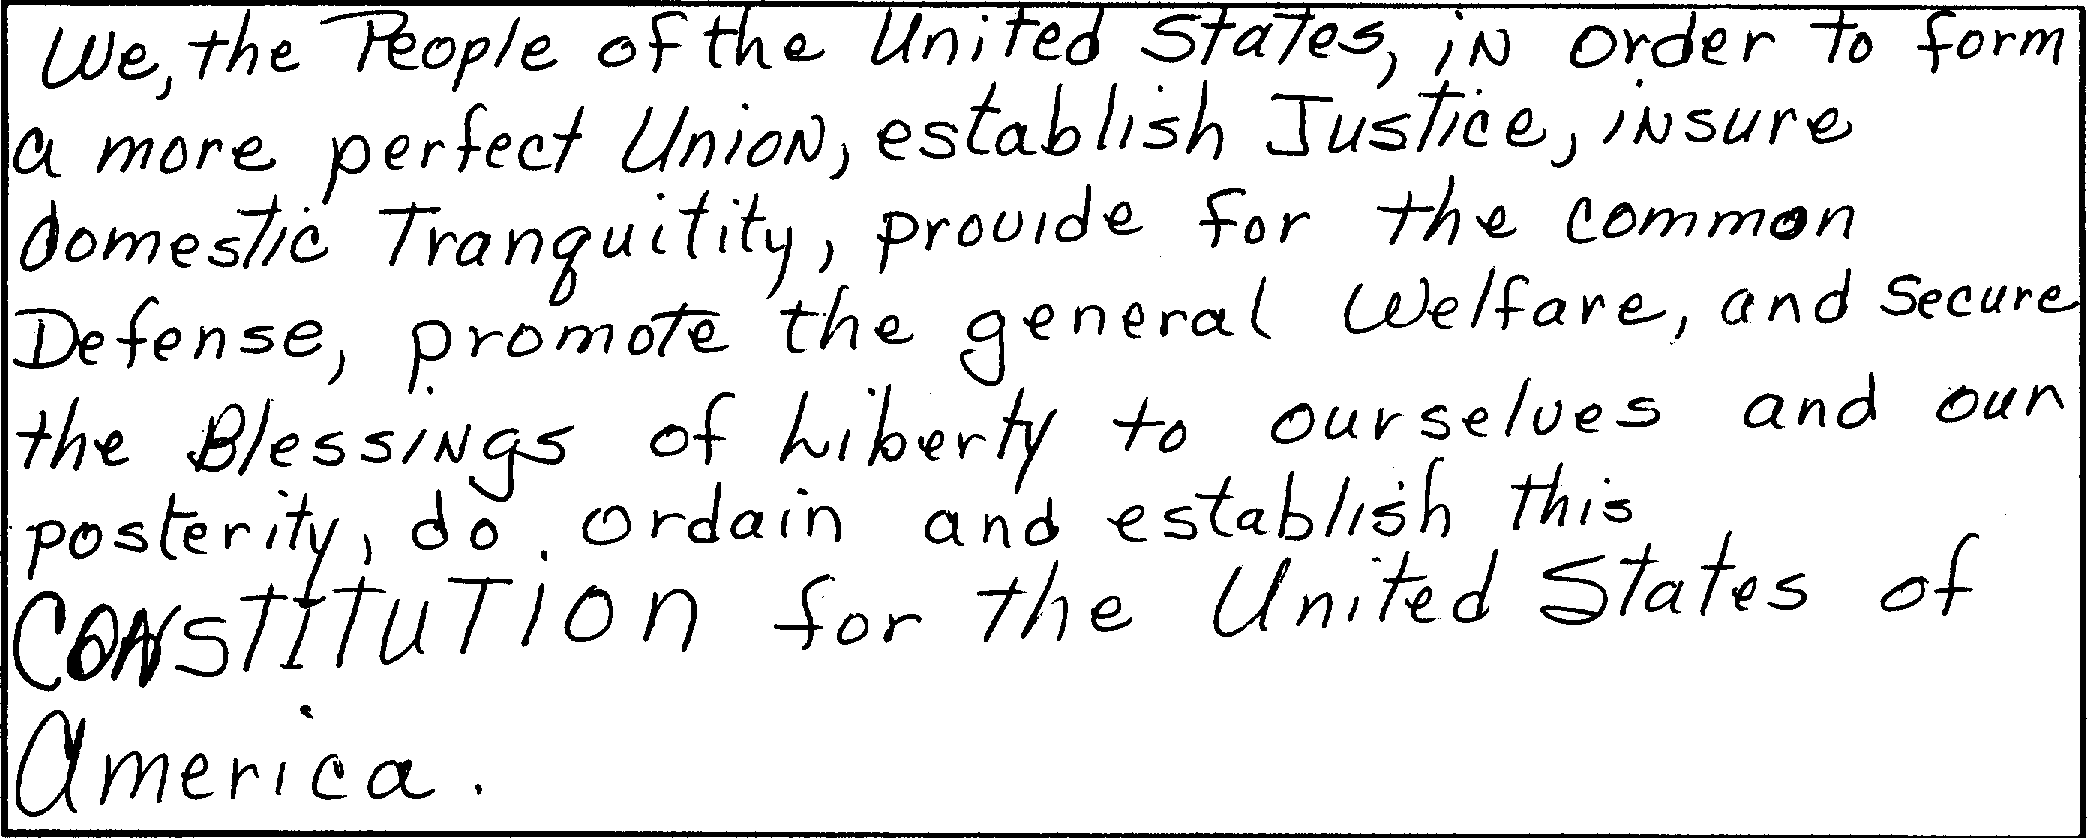 We, the People of the United States, in order to form
a more perfect Union, establish Justice, insure
domestic Tranquitity, provide for the common
Defense, promote the general Welfare, and secure
the Blessings of Liberty to ourselves and our
posterity, do ordain and establish this
CONSTITUTION for the United States of
America.